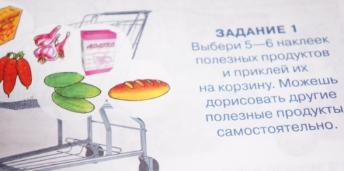 ЗАДАНИЕ 1
Выбери 5—6 наклеек
полезных продуктов
и приклей их
на корзину. Можешь
дорисовать другие
полезные продукты
самостоятельно.